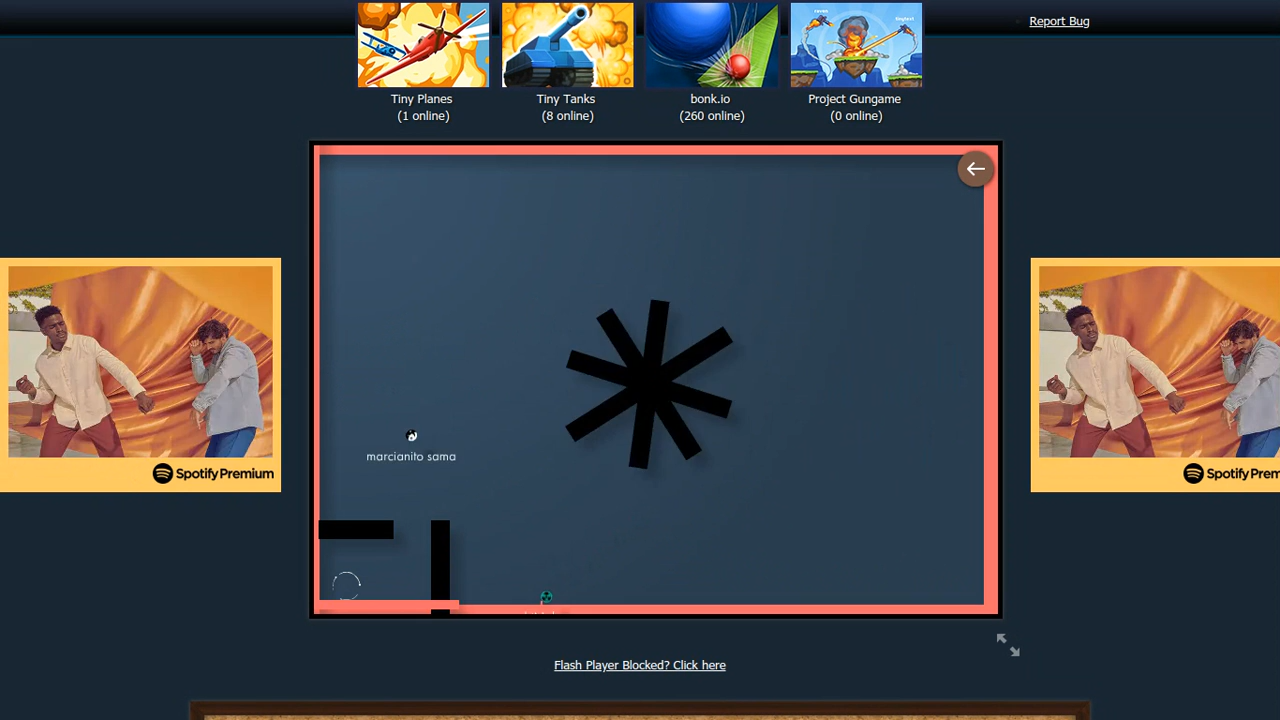 Report Bug
Tiny Planes
(1 online)
Tiny Tanks
(8 online)
bonk.io
(260 online)
Project Gungame
(0 online)
marcianito sama
Spotify Premium
Spotify Prem
Flash Player Blocked? Click here